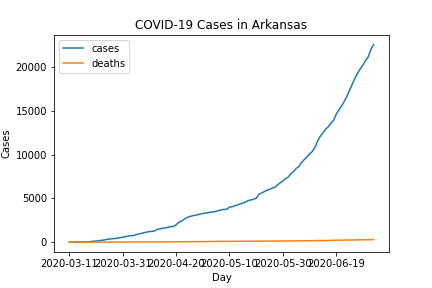 COVID-19 Cases in Arkansas
cases
deaths
20000
15000
10000
5000
0
Cases
2020-03-11 2020-03-31 2020-04-20 2020-05-10 2020-05-30 2020-06-19
Day